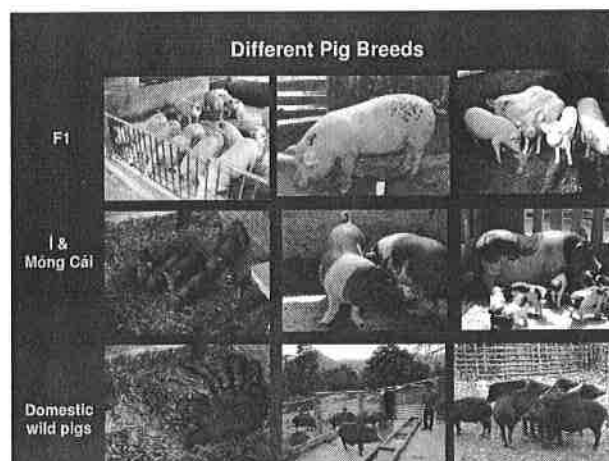 Different Pig Breeds
F1
Í &
Móng Cái
Domestic
wild pigs